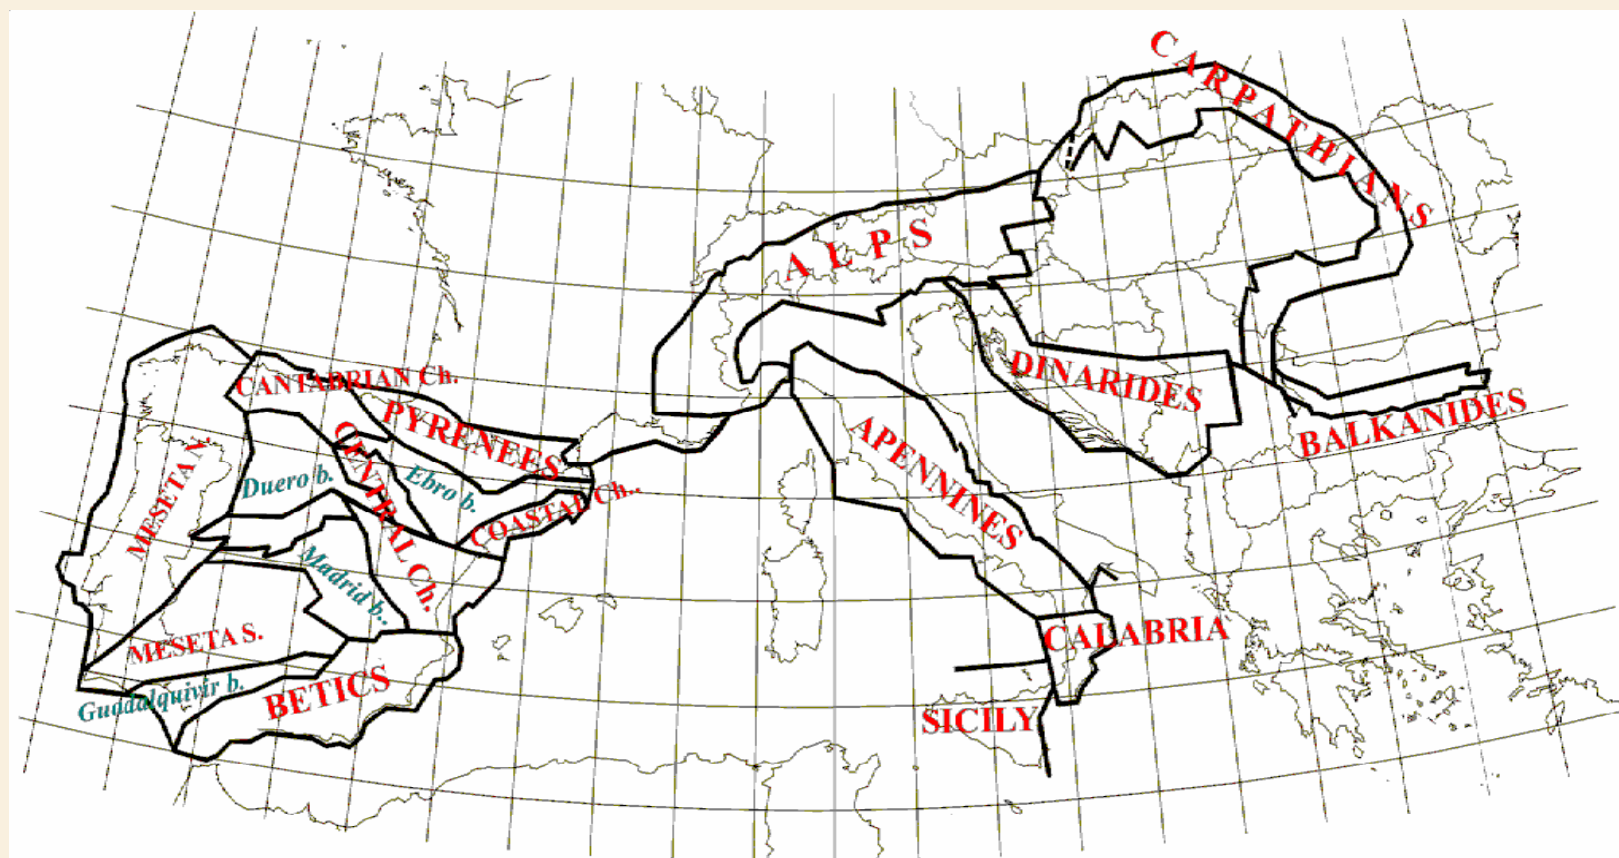 CARPATHIANS
ALPS
DINARIDES
BALKANIDES
CANTABRIAN Ch.
PYRENEES
CENTRAL Ch.
APENNINES
MESETA N.
Duero b.
Ebro b.
COASTAL Ch..
Madrid b..
MESETA S.
CALABRIA
Guddalquivir b.
BETICS
SICILY